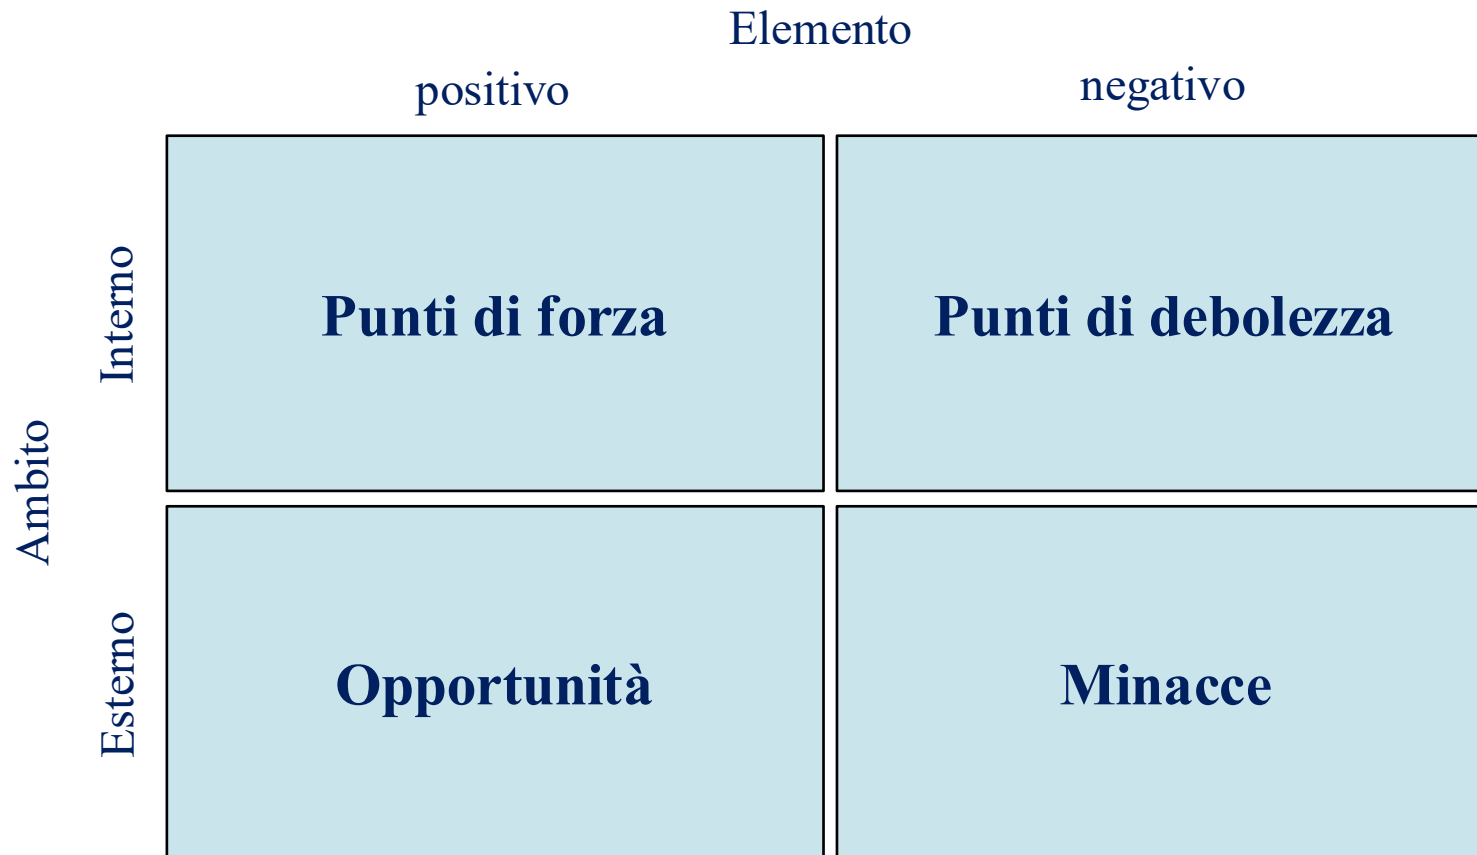 Elemento
positivo
negativo
Ambito
Interno
Punti di forza
Punti di debolezza
Esterno
Opportunità
Minacce